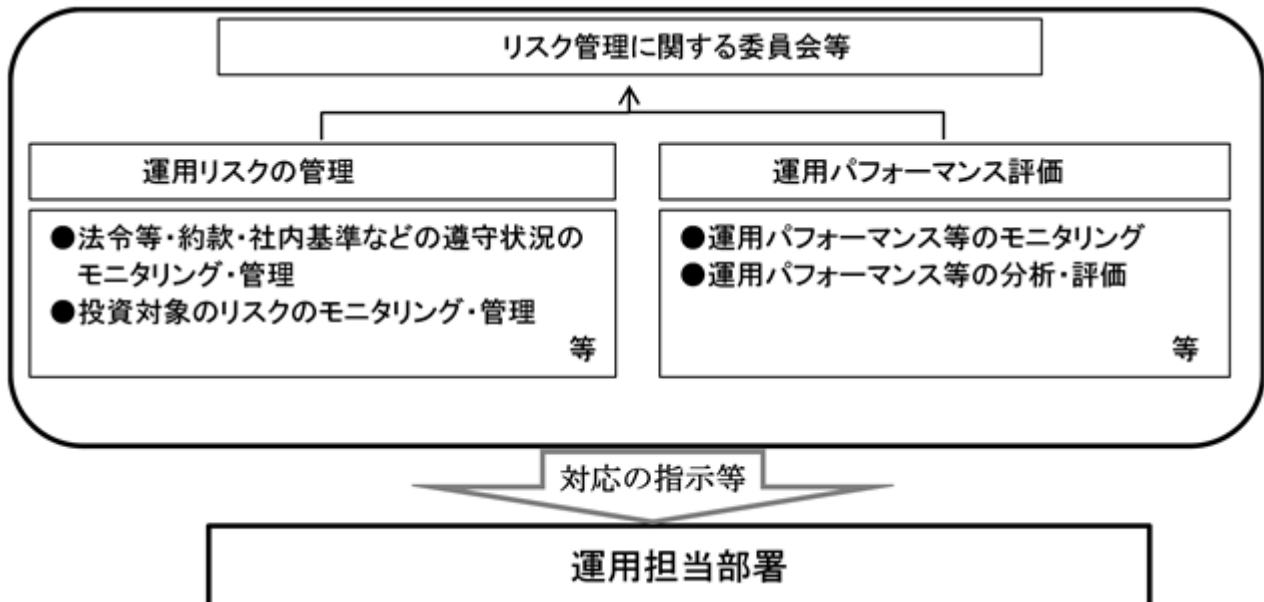 リスク管理に関する委員会等
運用リスクの管理
●法令等・約款・社内基準などの遵守状況の
モニタリング・管理
●投資対象のリスクのモニタリング・管理
等
運用パフォーマンス評価
●運用パフォーマンス等のモニタリング
●運用パフォーマンス等の分析・評価
等
対応の指示等
運用担当部署